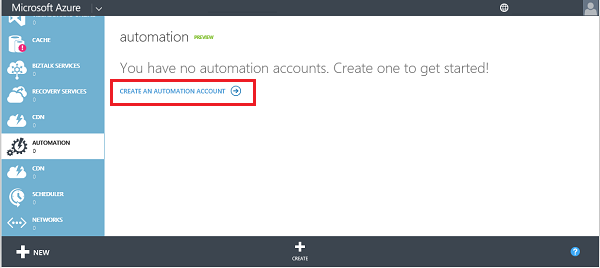 Microsoft Azure
0
CACHE
BIZTALK SERVICES
0
RECOVERY SERVICES
0
CDN
0
AUTOMATION
0
CDN
0
SCHEDULER
0
NETWORKS
0
automation PREVIEW
You have no automation accounts. Create one to get started!
CREATE AN AUTOMATION ACCOUNT
NEW
CREATE
?